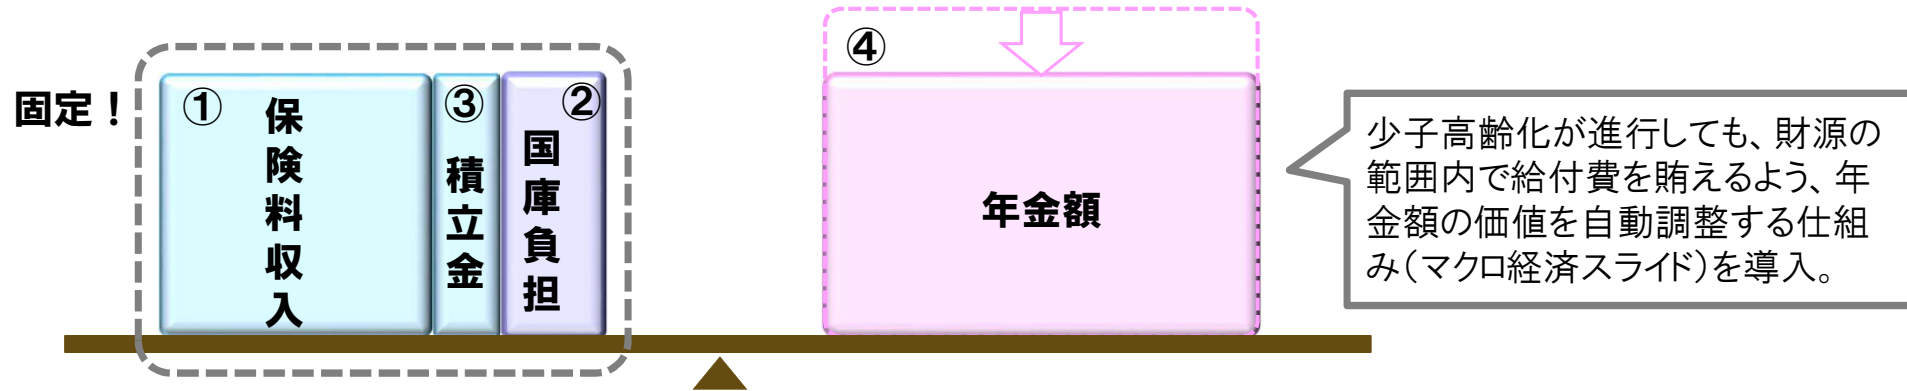 固定！
①
保険料収入
③
積立金
②
国庫負担
④
年金額
少子高齢化が進行しても、財源の
範囲内で給付費を賄えるよう、年
金額の価値を自動調整する仕組
み（マクロ経済スライド）を導入。